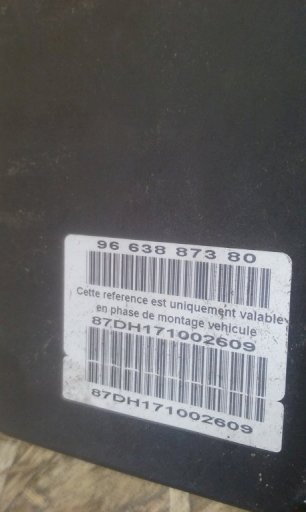 96 638 873 80
Cette reference est uniquement valable
en phase de montage vehicule
87DH171002609
87DH171002609